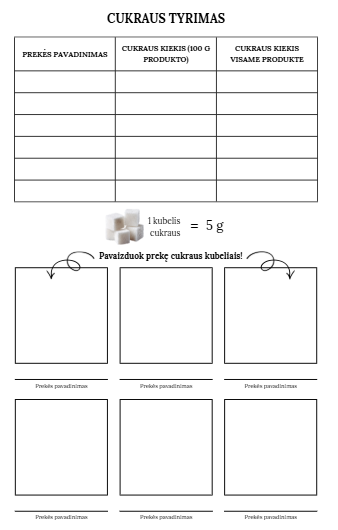 CUKRAUS TYRIMAS
PREKĖS PAVADINIMAS
CUKRAUS KIEKIS (100 G
PRODUKTO)
CUKRAUS KIEKIS
VISAME PRODUKTE
1 kubelis
cukraus
= 5 g
Pavaizduok prekę cukraus kubeliais!
Prekės pavadinimas
Prekės pavadinimas
Prekės pavadinimas
Prekės pavadinimas
Prekės pavadinimas
Prekės pavadinimas